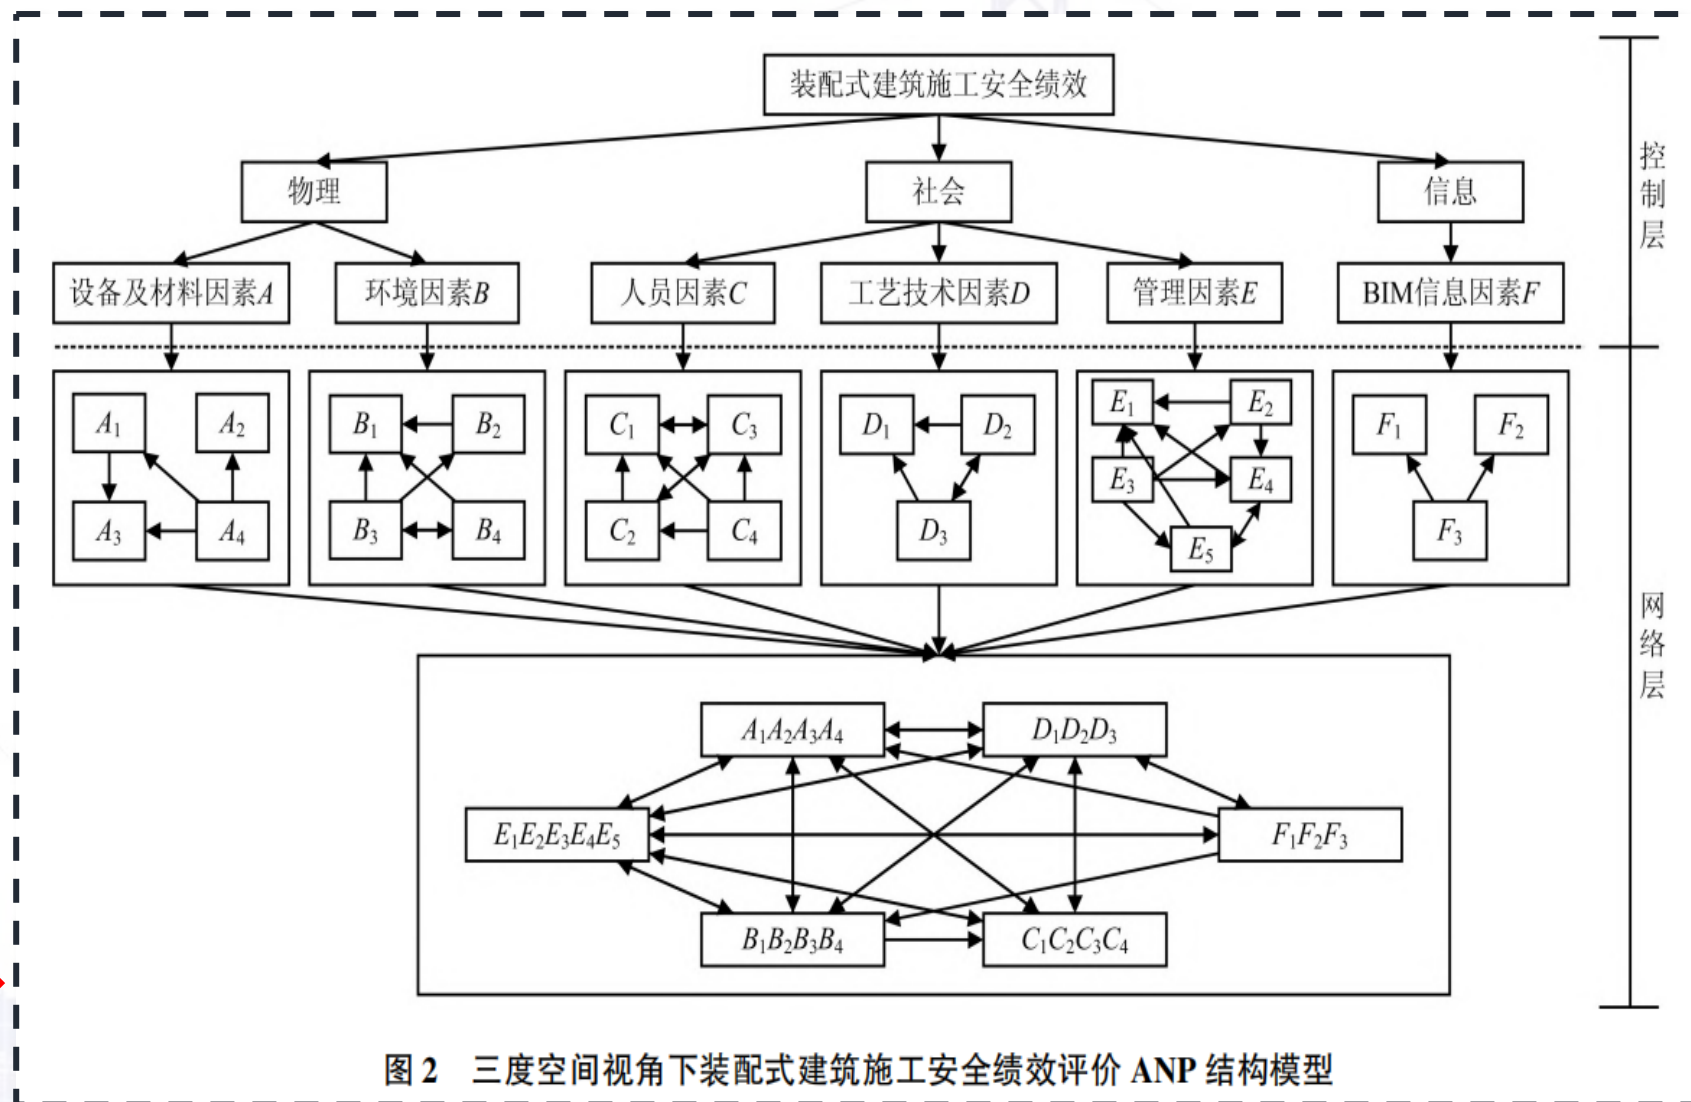 装配式建筑施工安全绩效
物理
社会
信息
控制层
设备及材料因素A
环境因素B
人员因素C
工艺技术因素D
管理因素E
BIM信息因素F
A₁
A₂
A₃
A₄
B₁
B₂
B₃
B₄
C₁
C₃
C₂
C₄
D₁
D₂
D₃
E₁
E₂
E₃
E₄
E₅
F₁
F₂
F₃
网络层
A₁A₂A₃A₄
D₁D₂D₃
E₁E₂E₃E₄E₅
F₁F₂F₃
B₁B₂B₃B₄
C₁C₂C₃C₄
图 2 三度空间视角下装配式建筑施工安全绩效评价 ANP 结构模型